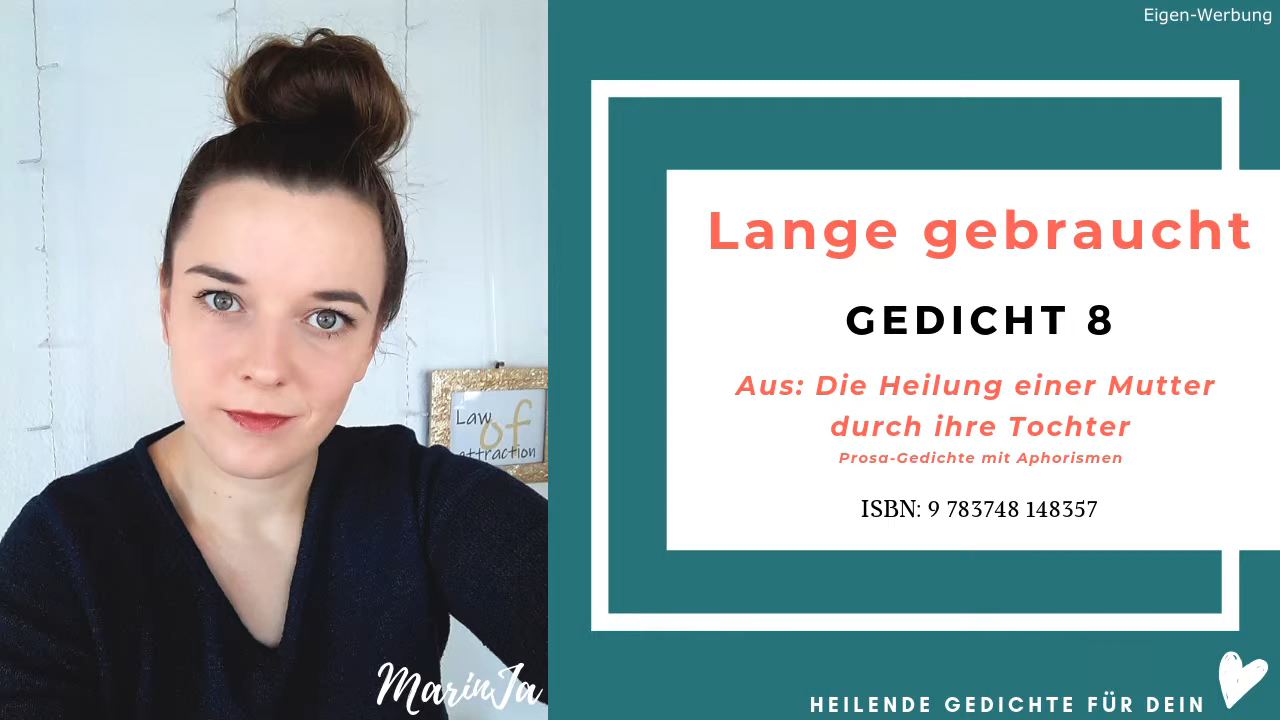 Eigen-Werbung
Lange gebraucht
GEDICHT 8
Aus: Die Heilung einer Mutter
durch ihre Tochter
Prosa-Gedichte mit Aphorismen
ISBN: 9 783748 148357
Law
of
attraction
MarinJa
HEILENDE GEDICHTE FÜR DEIN